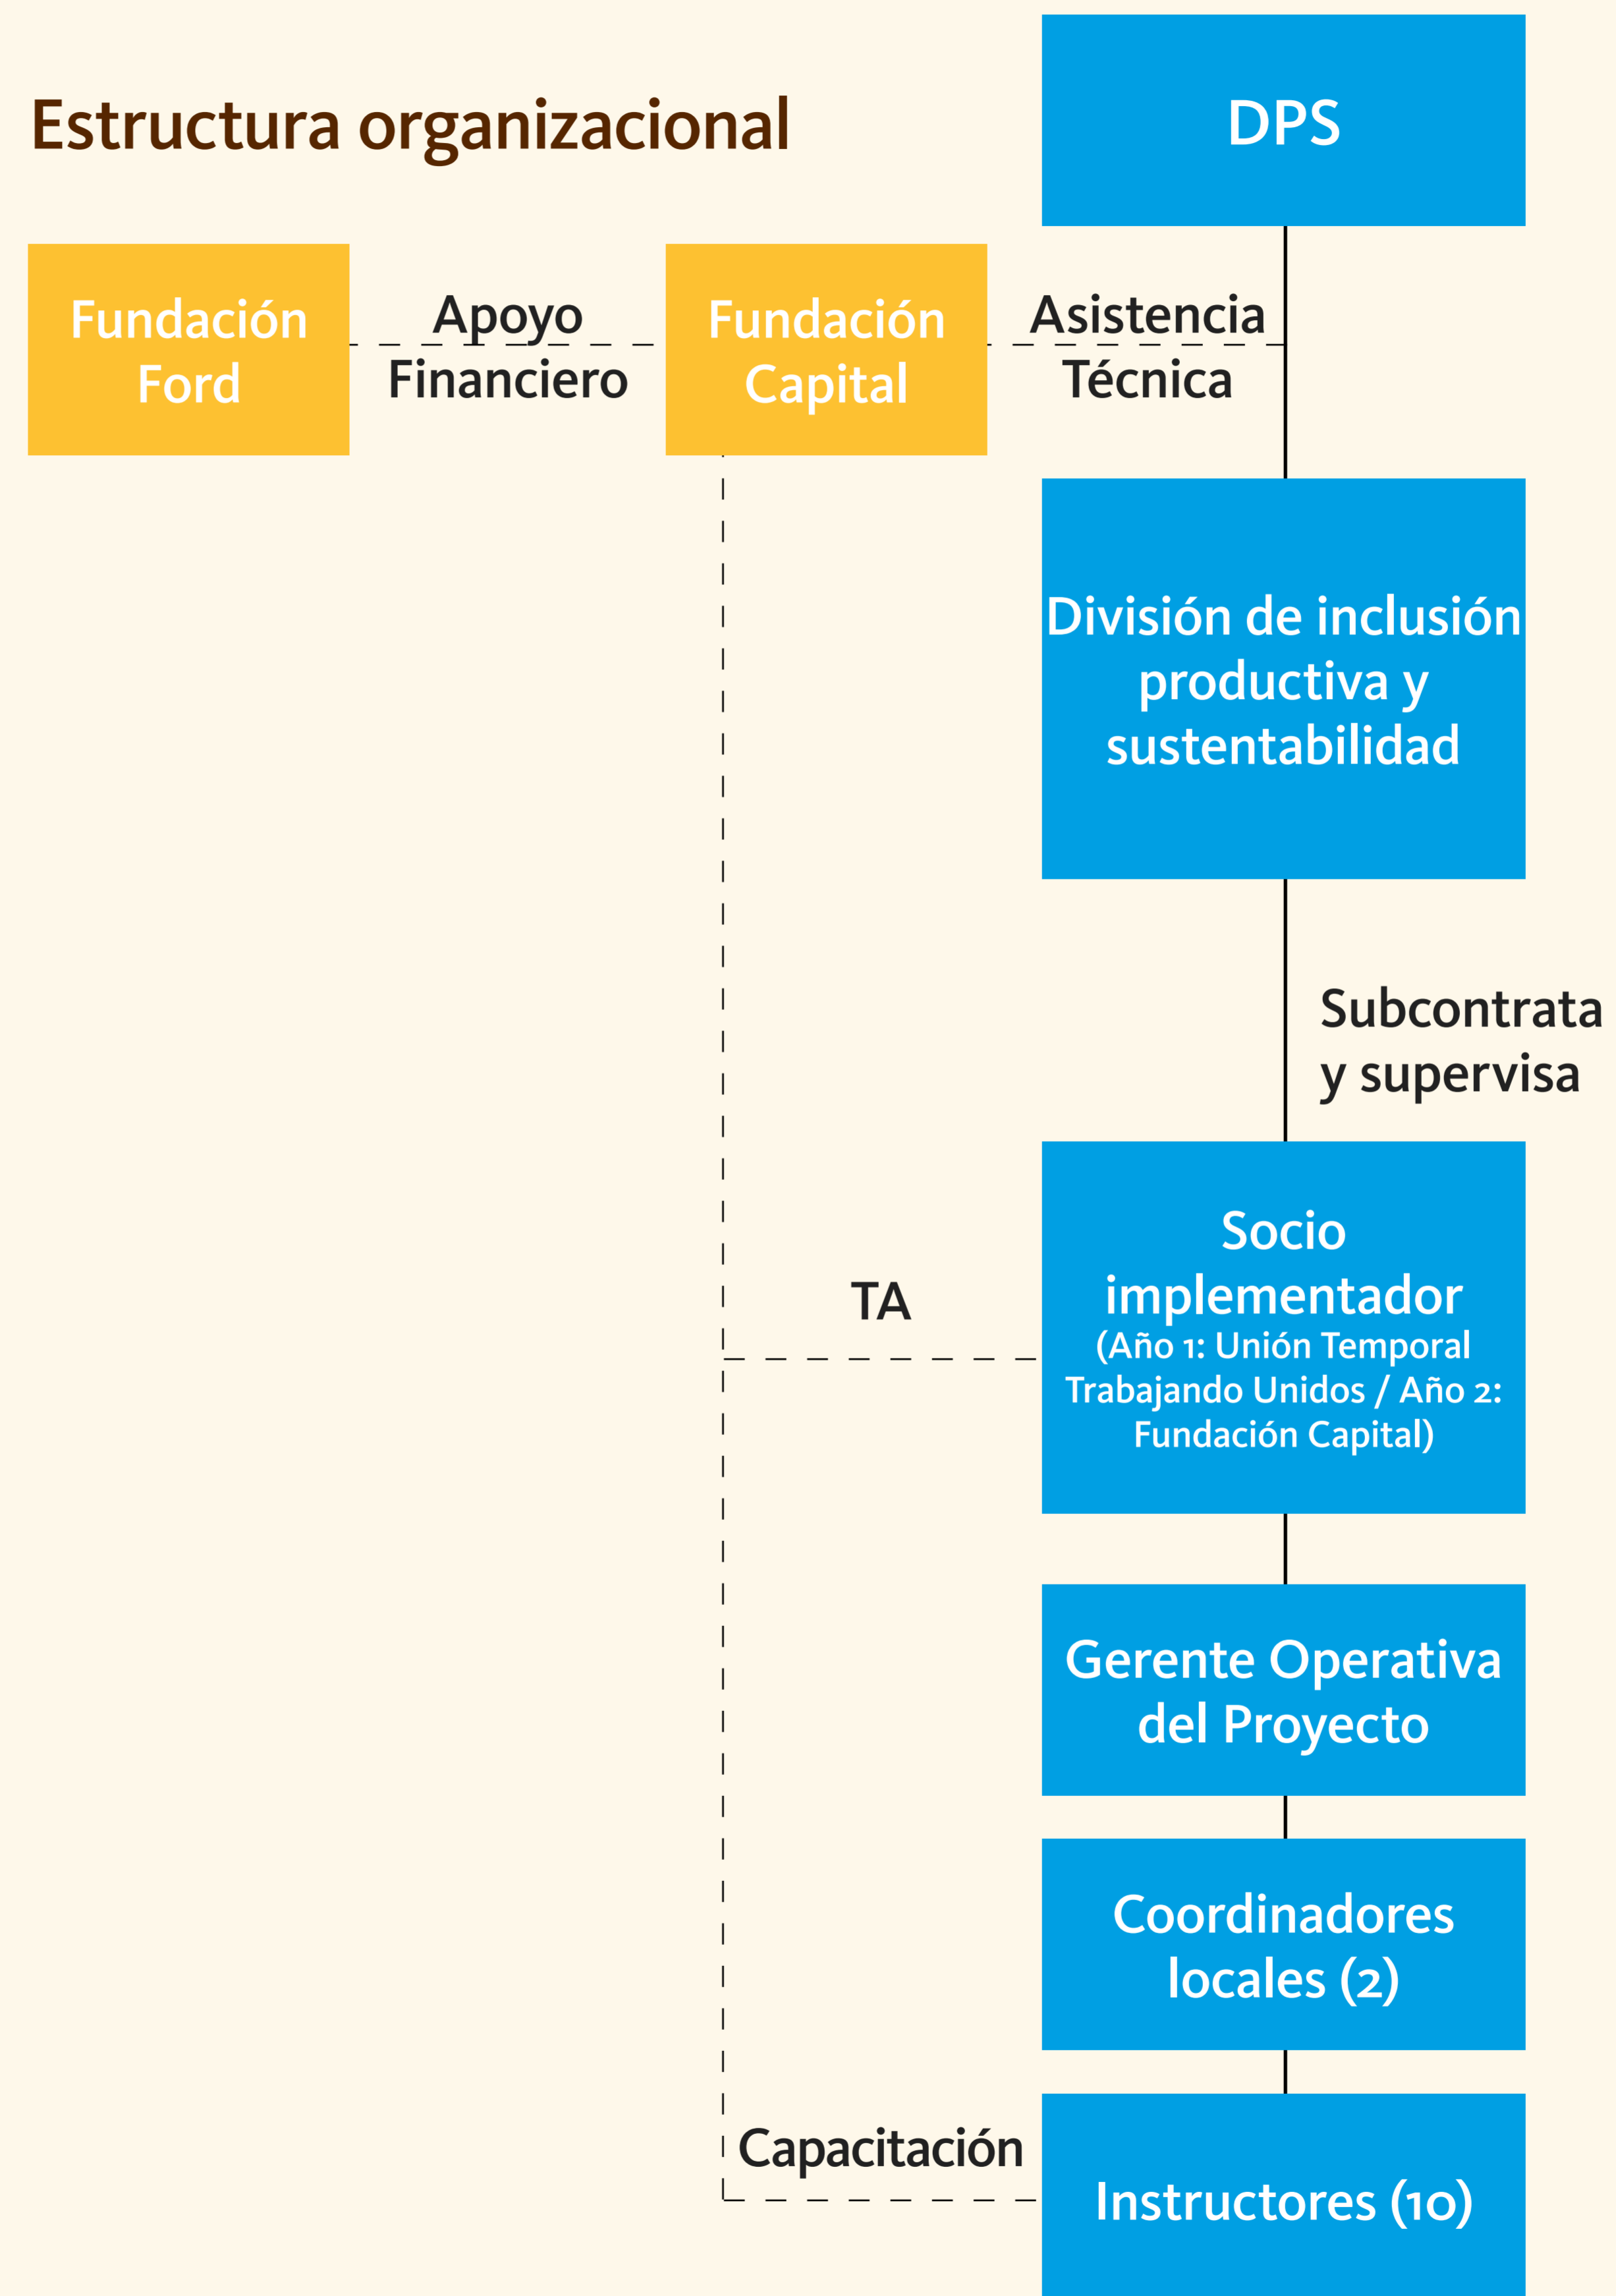 Estructura organizacional
DPS
Fundación
Ford
Apoyo
Financiero
Fundación
Capital
Asistencia
Técnica
División de inclusión
productiva y
sustentabilidad
Subcontrata
y supervisa
Socio
implementador
(Año 1: Unión Temporal
Trabajando Unidos / Año 2:
Fundación Capital)
TA
Gerente Operativa
del Proyecto
Coordinadores
locales (2)
Capacitación
Instructores (10)